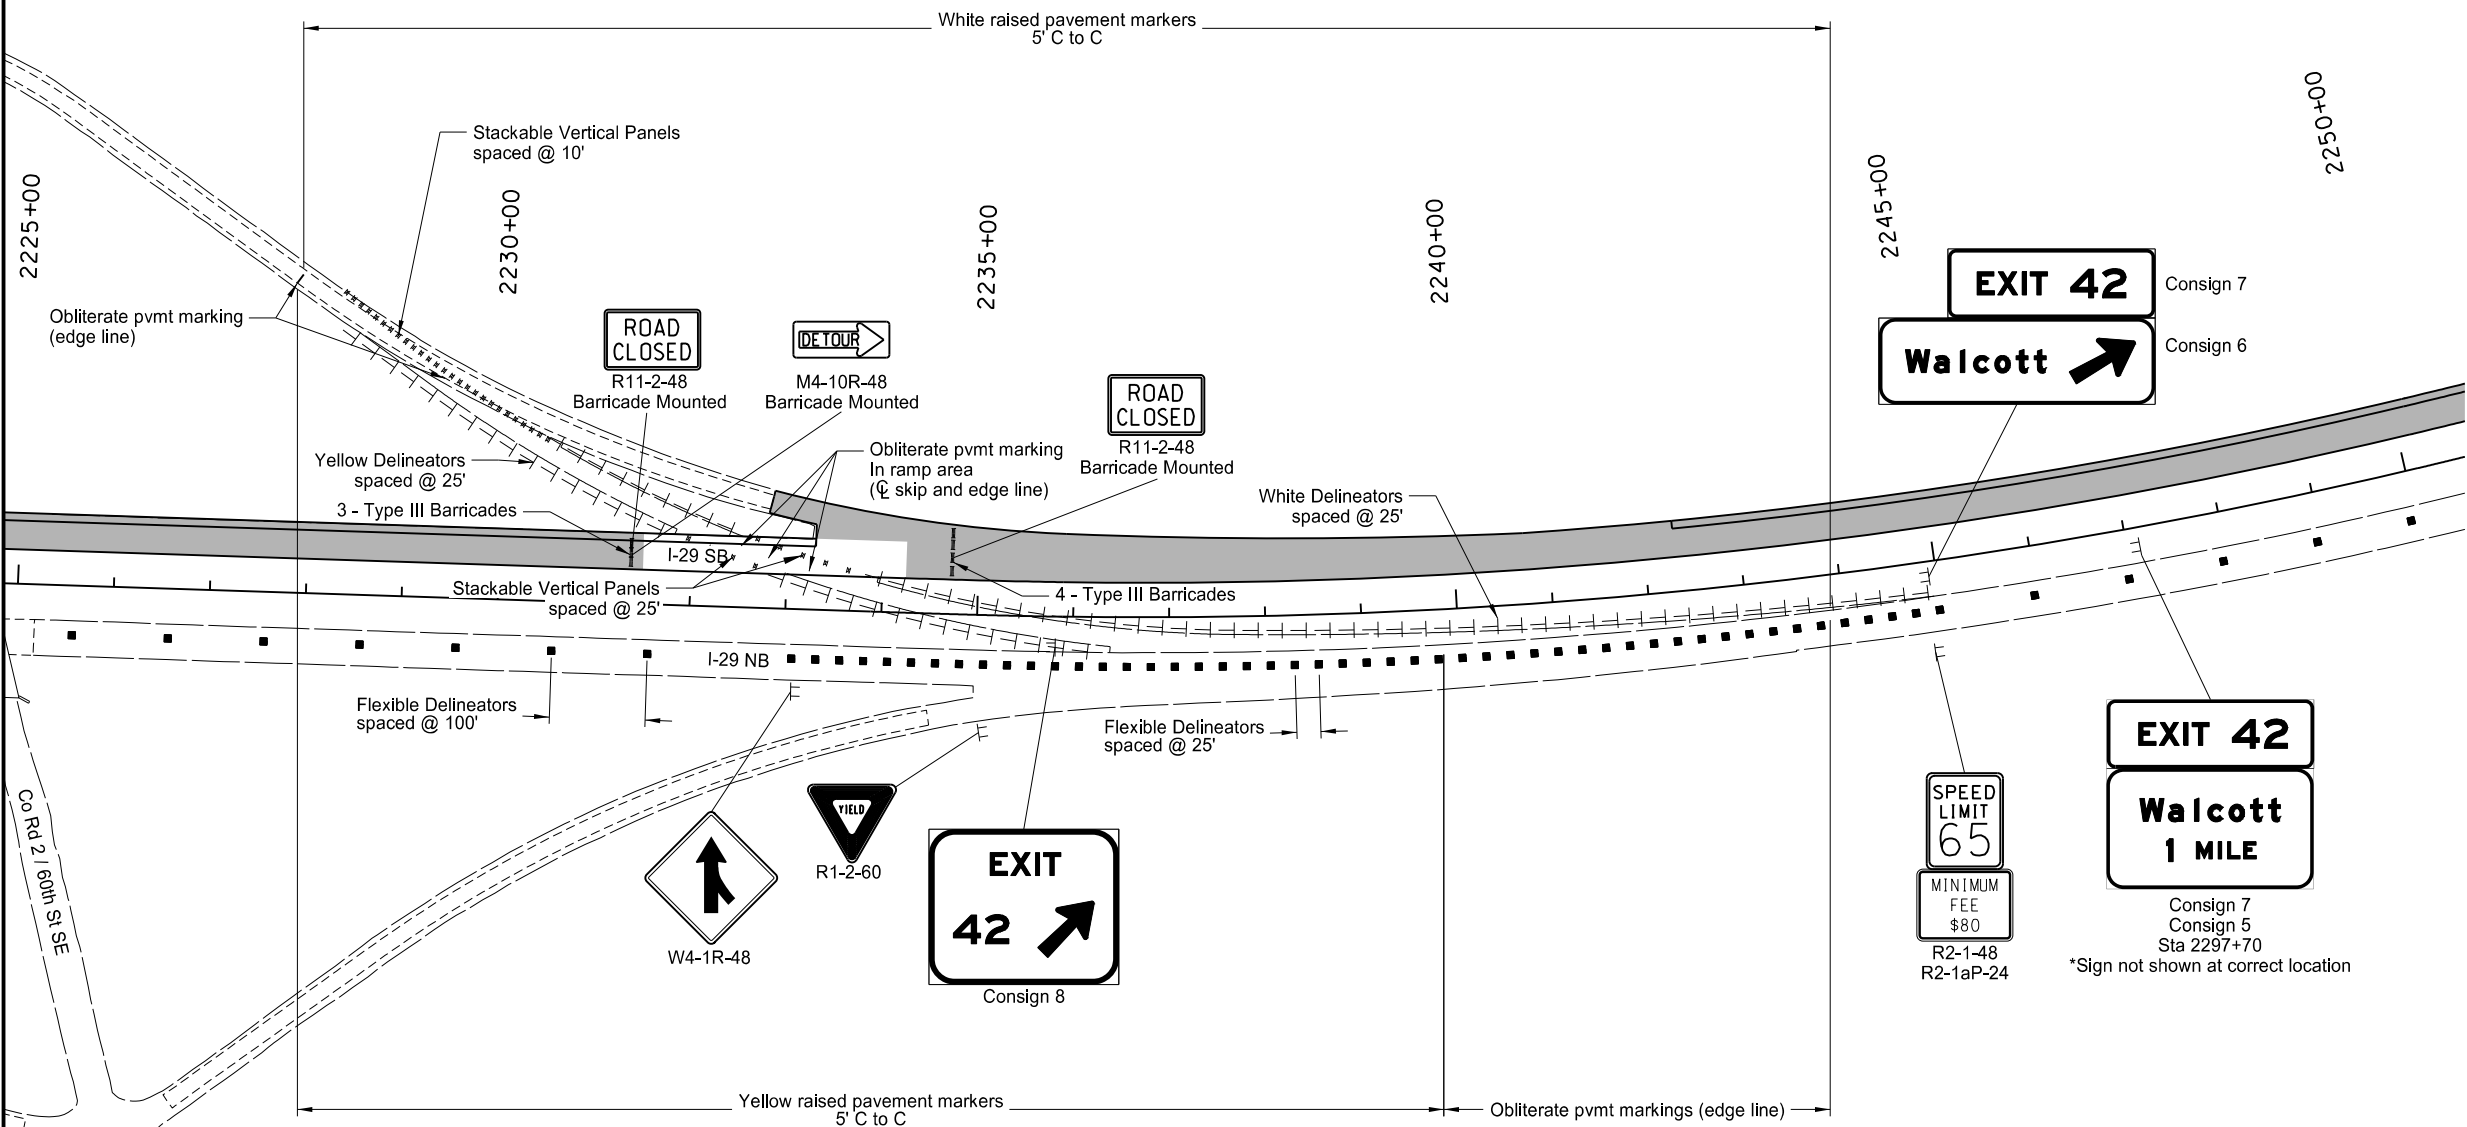 White raised pavement markers
5' C to C
Stackable Vertical Panels
spaced @ 10'
2225+00
2230+00
2235+00
2240+00
2245+00
2250+00
Obliterate pvmt marking
(edge line)
ROAD
CLOSED
R11-2-48
Barricade Mounted
DETOUR
M4-10R-48
Barricade Mounted
ROAD
CLOSED
R11-2-48
Barricade Mounted
EXIT 42
Consign 7
Walcott
Consign 6
Yellow Delineators
spaced @ 25'
3 - Type III Barricades
Obliterate pvmt marking
In ramp area
(℄ skip and edge line)
White Delineators
spaced @ 25'
I-29 SB
Stackable Vertical Panels
spaced @ 25'
4 - Type III Barricades
I-29 NB
Flexible Delineators
spaced @ 100'
Flexible Delineators
spaced @ 25'
Co Rd 2 / 60th St SE
W4-1R-48
YIELD
R1-2-60
EXIT
42
Consign 8
SPEED
LIMIT
65
MINIMUM
FEE
$80
R2-1-48
R2-1aP-24
EXIT 42
Walcott
1 MILE
Consign 7
Consign 5
Sta 2297+70
*Sign not shown at correct location
Yellow raised pavement markers
5' C to C
Obliterate pvmt markings (edge line)